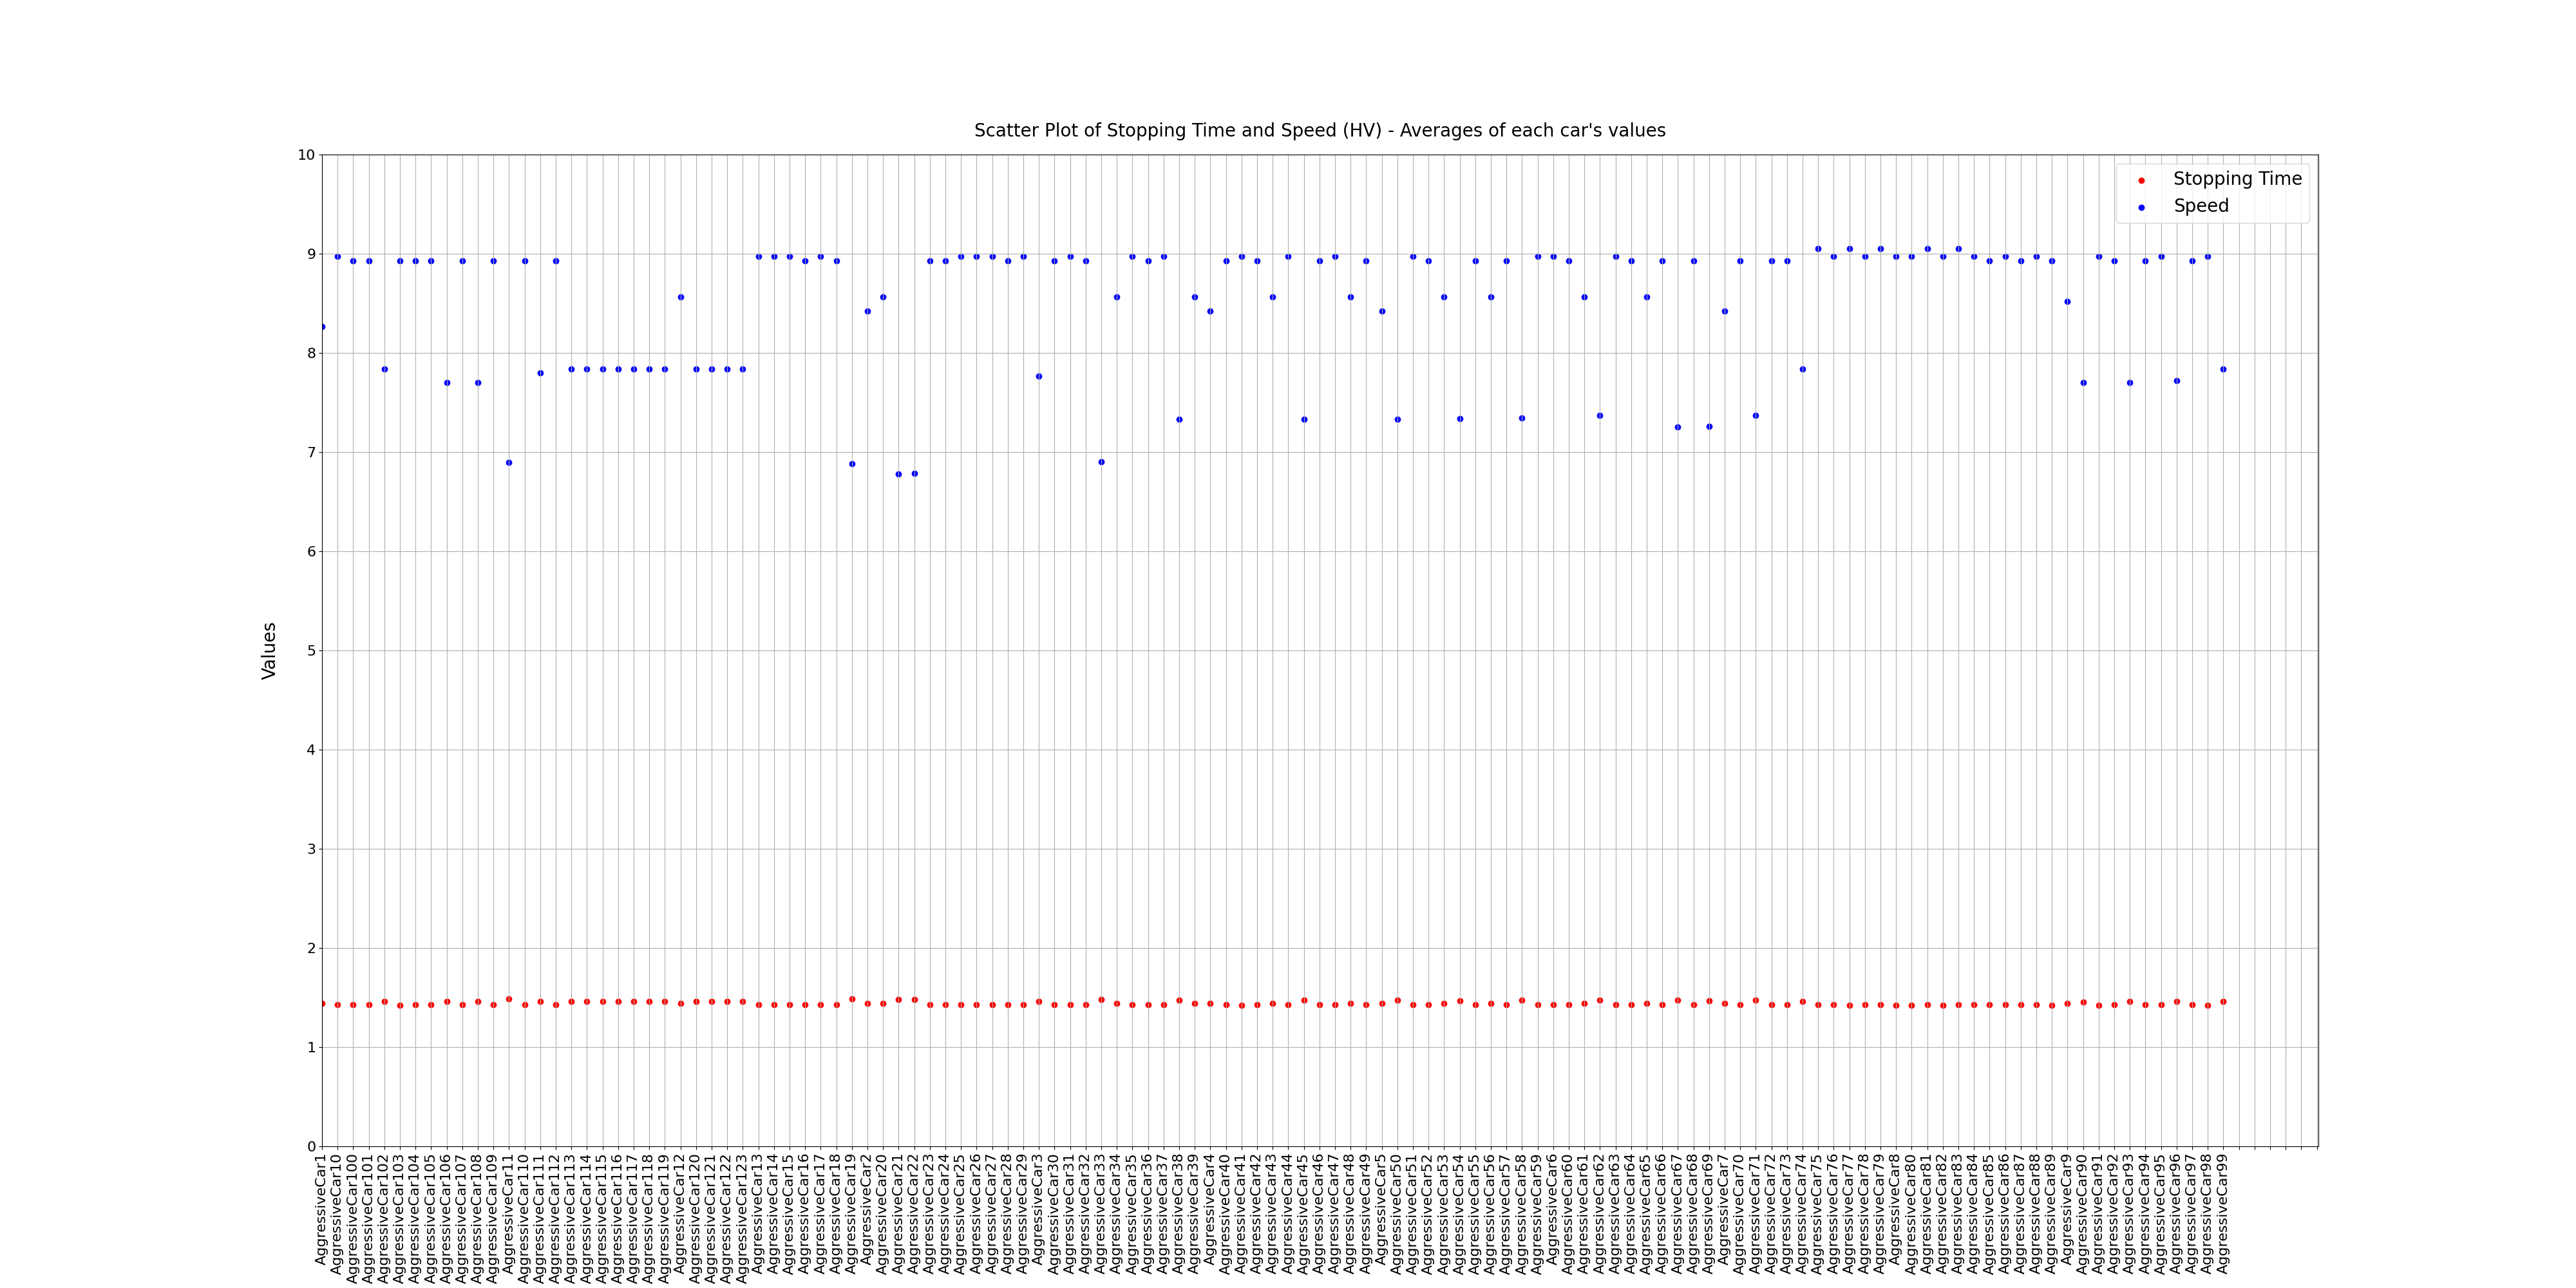 Scatter Plot of Stopping Time and Speed (HV) - Averages of each car's values
Stopping Time
Speed
Values
10
9
8
7
6
5
4
3
2
1
0
AggressiveCar1
AggressiveCar10
AggressiveCar100
AggressiveCar101
AggressiveCar102
AggressiveCar103
AggressiveCar104
AggressiveCar105
AggressiveCar106
AggressiveCar107
AggressiveCar108
AggressiveCar109
AggressiveCar11
AggressiveCar110
AggressiveCar111
AggressiveCar112
AggressiveCar113
AggressiveCar114
AggressiveCar115
AggressiveCar116
AggressiveCar117
AggressiveCar118
AggressiveCar119
AggressiveCar12
AggressiveCar120
AggressiveCar121
AggressiveCar122
AggressiveCar123
AggressiveCar13
AggressiveCar14
AggressiveCar15
AggressiveCar16
AggressiveCar17
AggressiveCar18
AggressiveCar19
AggressiveCar2
AggressiveCar20
AggressiveCar21
AggressiveCar22
AggressiveCar23
AggressiveCar24
AggressiveCar25
AggressiveCar26
AggressiveCar27
AggressiveCar28
AggressiveCar29
AggressiveCar3
AggressiveCar30
AggressiveCar31
AggressiveCar32
AggressiveCar33
AggressiveCar34
AggressiveCar35
AggressiveCar36
AggressiveCar37
AggressiveCar38
AggressiveCar39
AggressiveCar4
AggressiveCar40
AggressiveCar41
AggressiveCar42
AggressiveCar43
AggressiveCar44
AggressiveCar45
AggressiveCar46
AggressiveCar47
AggressiveCar48
AggressiveCar49
AggressiveCar5
AggressiveCar50
AggressiveCar51
AggressiveCar52
AggressiveCar53
AggressiveCar54
AggressiveCar55
AggressiveCar56
AggressiveCar57
AggressiveCar58
AggressiveCar59
AggressiveCar6
AggressiveCar60
AggressiveCar61
AggressiveCar62
AggressiveCar63
AggressiveCar64
AggressiveCar65
AggressiveCar66
AggressiveCar67
AggressiveCar68
AggressiveCar69
AggressiveCar7
AggressiveCar70
AggressiveCar71
AggressiveCar72
AggressiveCar73
AggressiveCar74
AggressiveCar75
AggressiveCar76
AggressiveCar77
AggressiveCar78
AggressiveCar79
AggressiveCar8
AggressiveCar80
AggressiveCar81
AggressiveCar82
AggressiveCar83
AggressiveCar84
AggressiveCar85
AggressiveCar86
AggressiveCar87
AggressiveCar88
AggressiveCar89
AggressiveCar9
AggressiveCar90
AggressiveCar91
AggressiveCar92
AggressiveCar93
AggressiveCar94
AggressiveCar95
AggressiveCar96
AggressiveCar97
AggressiveCar98
AggressiveCar99